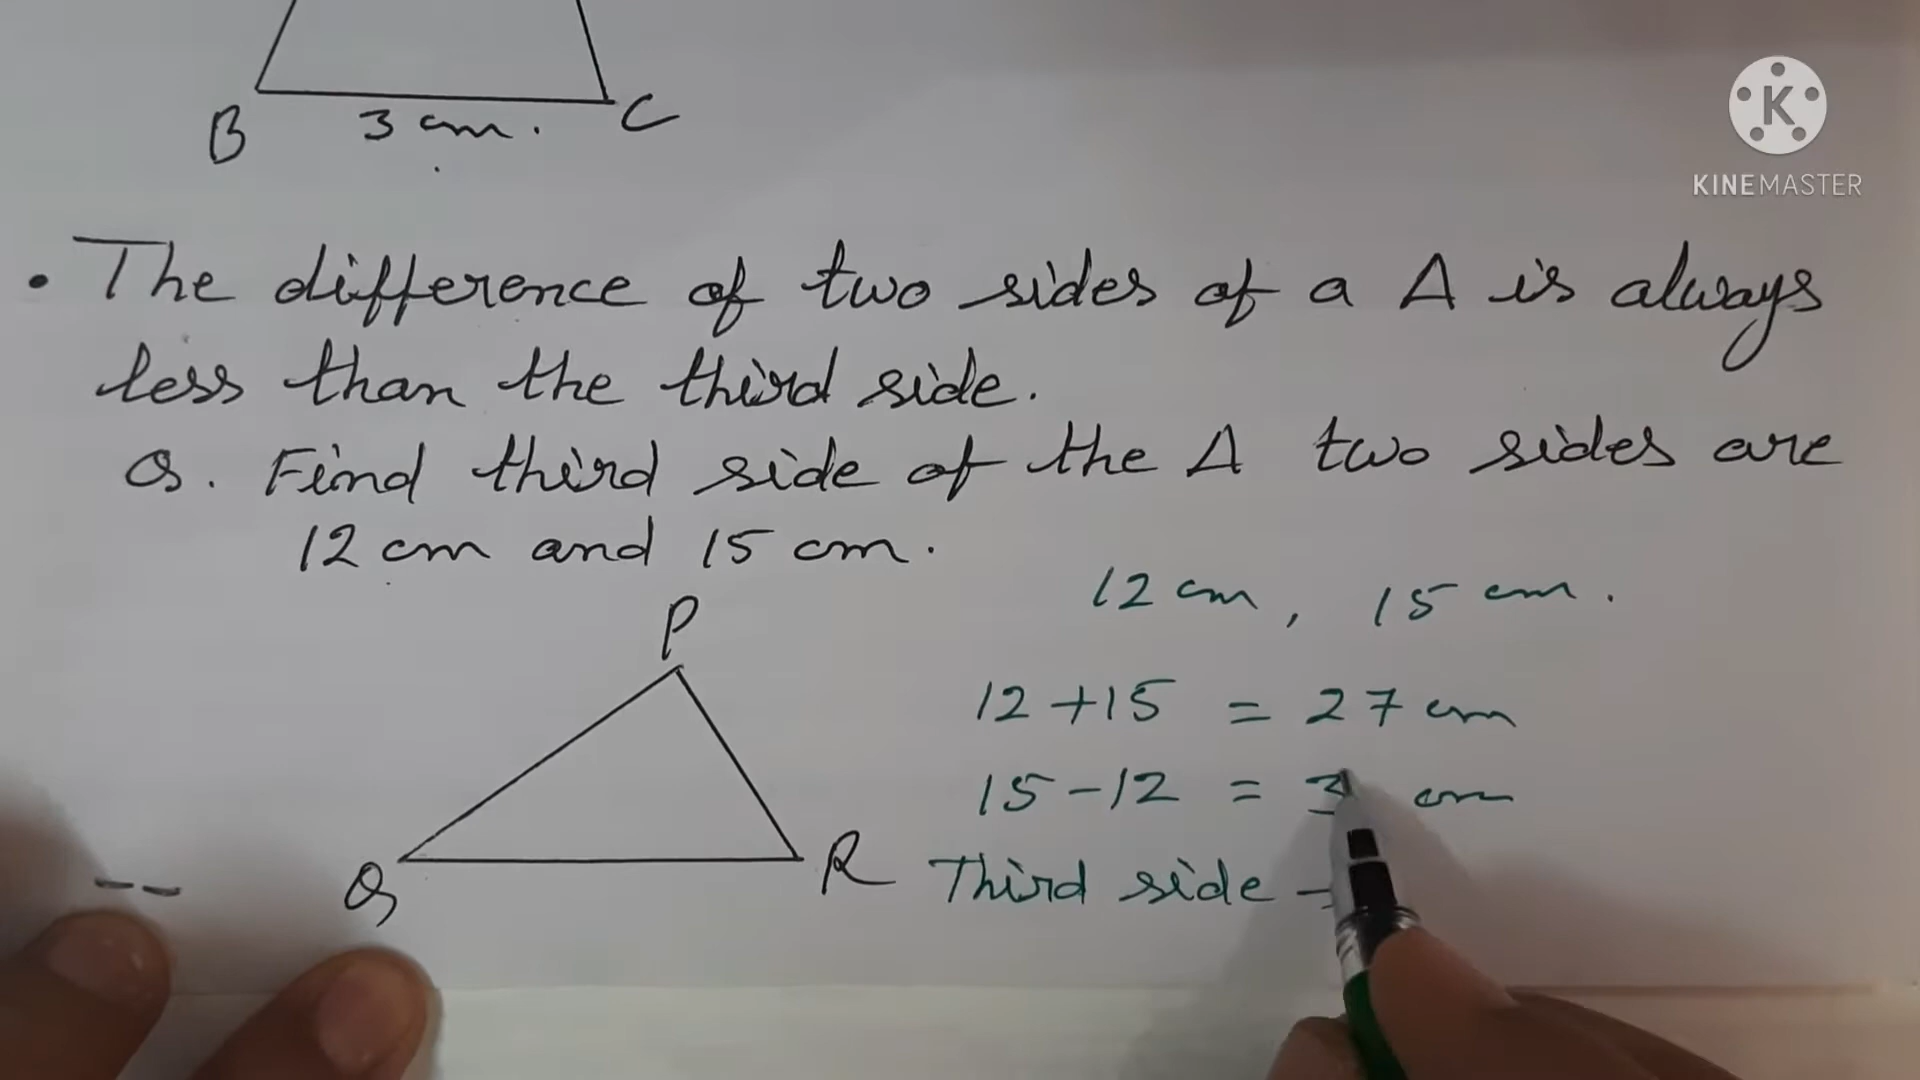 B 3 cm. C
• The difference of two sides of a Δ is always
less than the third side.
Q. Find third side of the Δ two sides are
12 cm and 15 cm.
12 cm, 15 cm.
P
12 + 15 = 27 cm
15 - 12 = 3 cm
Q R
Third side
K
KINEMASTER